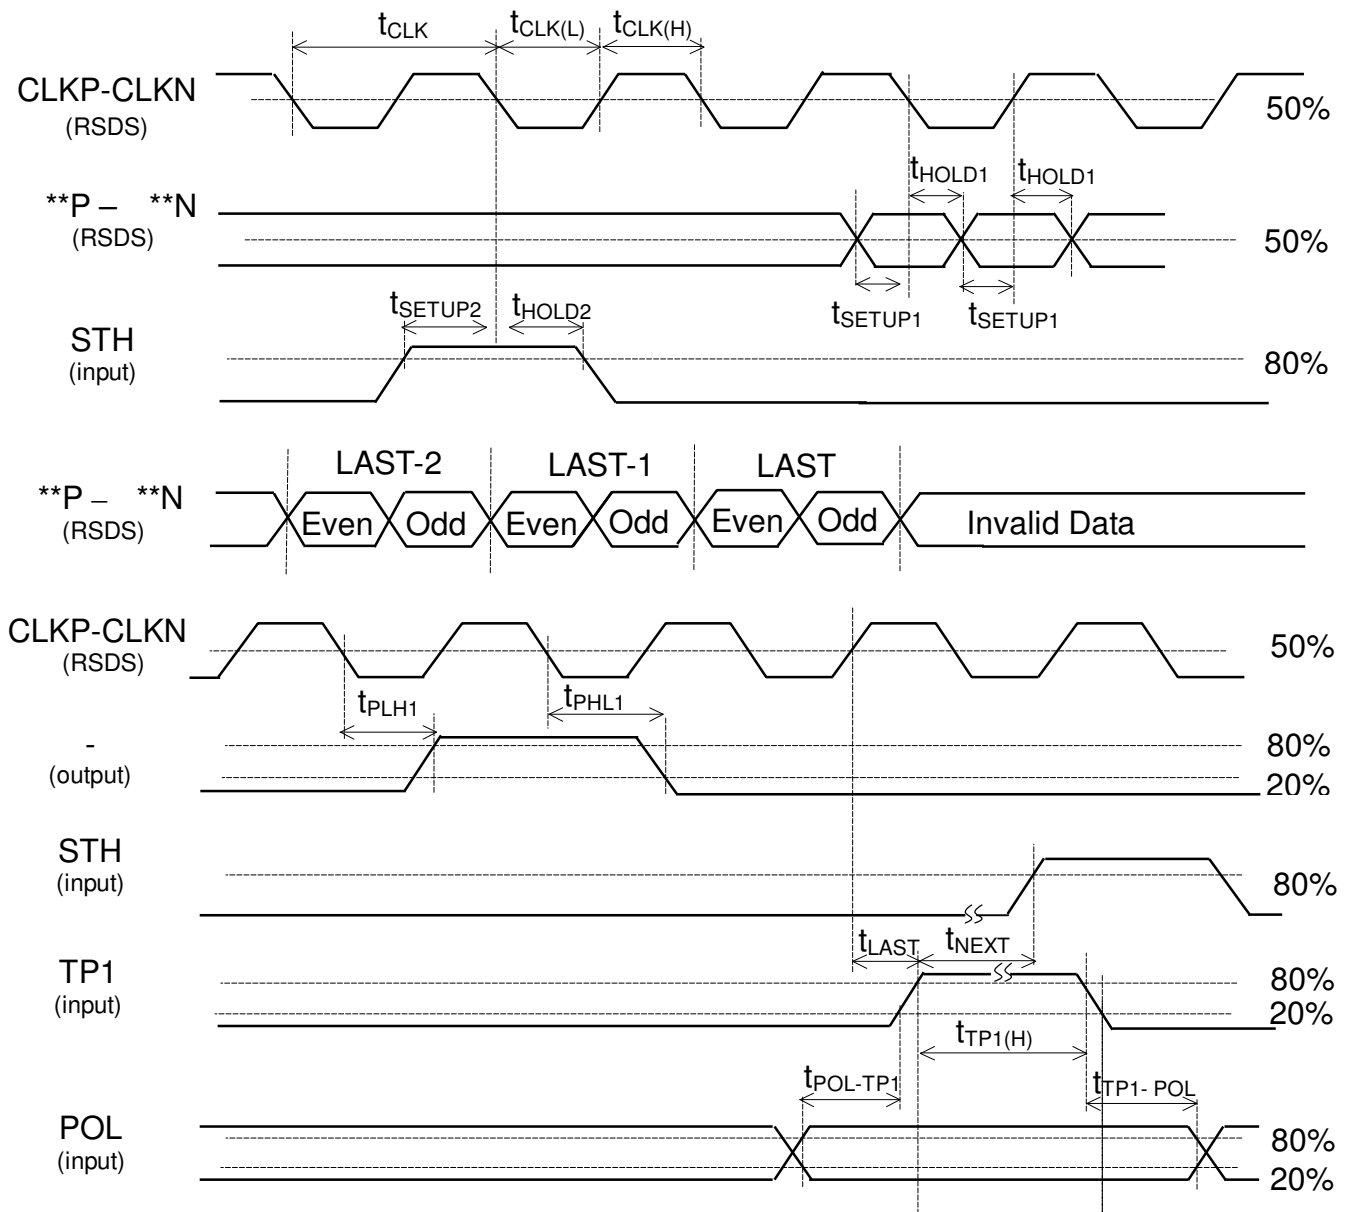 tCLK tCLK(L) tCLK(H)
CLKP-CLKN
(RSDS)
50%
tHOLD1 tHOLD1
**P – **N
(RSDS)
50%
tSETUP1 tSETUP1
tSETUP2 tHOLD2
STH
(input)
80%
LAST-2 LAST-1 LAST
**P – **N
(RSDS)
Even Odd Even Odd Even Odd Invalid Data
CLKP-CLKN
(RSDS)
50%
tPLH1 tPHL1
-
(output)
80%
20%
STH
(input)
80%
tLAST tNEXT
TP1
(input)
80%
20%
tTP1(H)
tPOL-TP1 tTP1- POL
POL
(input)
80%
20%